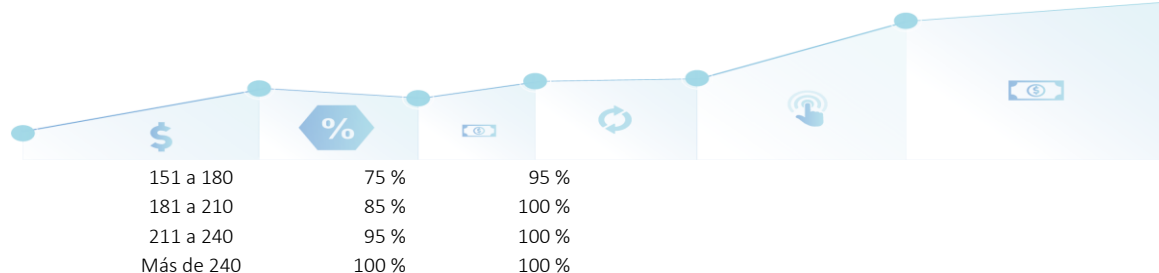 $ % $ $
151 a 180 75 % 95 %
181 a 210 85 % 100 %
211 a 240 95 % 100 %
Más de 240 100 % 100 %